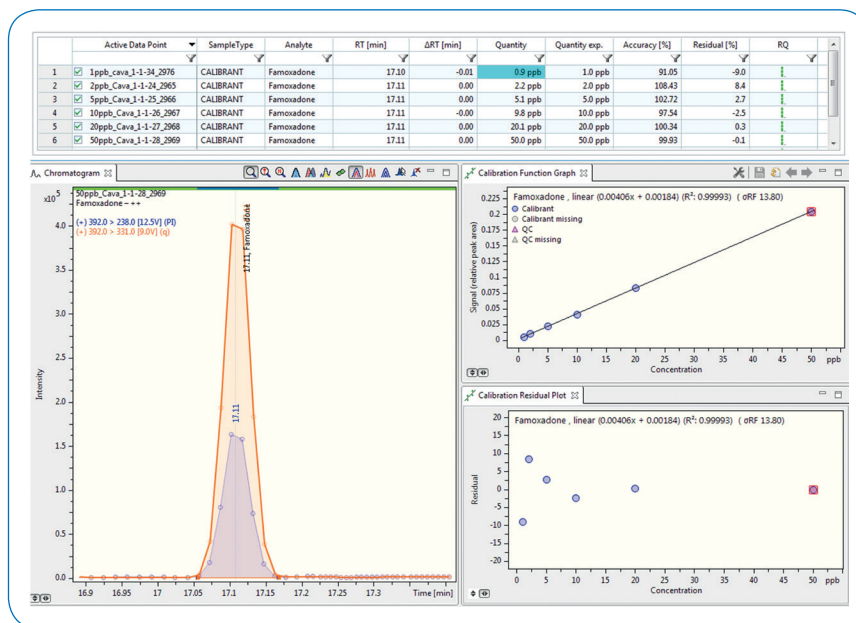 Active Data Point SampleType Analyte RT [min] ΔRT [min] Quantity Quantity exp. Accuracy [%] Residual [%] RQ
1 1ppb_Cava_1-1-34_2976 CALIBRANT Famoxadone 17.10 -0.01 0.9 ppb 1.0 ppb 91.05 -9.0
2 2ppb_Cava_1-1-24_2965 CALIBRANT Famoxadone 17.11 0.00 2.2 ppb 2.0 ppb 108.43 8.4
3 5ppb_Cava_1-1-25_2966 CALIBRANT Famoxadone 17.11 0.00 5.1 ppb 5.0 ppb 102.72 2.7
4 10ppb_Cava_1-1-26_2967 CALIBRANT Famoxadone 17.11 -0.00 9.8 ppb 10.0 ppb 97.54 -2.5
5 20ppb_Cava_1-1-27_2968 CALIBRANT Famoxadone 17.11 0.00 20.1 ppb 20.0 ppb 100.34 0.3
6 50ppb_Cava_1-1-28_2969 CALIBRANT Famoxadone 17.11 0.00 50.0 ppb 50.0 ppb 99.93 -0.1
Chromatogram
x10⁵
50ppb_Cava_1-1-28_2969
Famoxadone – ++
(+) 392.0 > 238.0 [12.5V] (Pl)
(+) 392.0 > 331.0 [9.0V] (q)
17.11, Famoxadone
17.11
Intensity
4.0
3.5
3.0
2.5
2.0
1.5
1.0
0.5
0.0
16.9 16.95 17 17.05 17.1 17.15 17.2 17.25 17.3 Time [min]
Calibration Function Graph
Famoxadone , linear (0.00406x + 0.00184) (R²: 0.99993) ( σRF 13.80)
Calibrant
Calibrant missing
QC
QC missing
Signal (relative peak area)
0.225
0.2
0.175
0.15
0.125
0.1
0.075
0.05
0.025
0
0 5 10 15 20 25 30 35 40 45 50 ppb
Concentration
Calibration Residual Plot
Famoxadone , linear (0.00406x + 0.00184) (R²: 0.99993) ( σRF 13.80)
Residual
20
15
10
5
0
-5
-10
-15
-20
0 5 10 15 20 25 30 35 40 45 50 ppb
Concentration